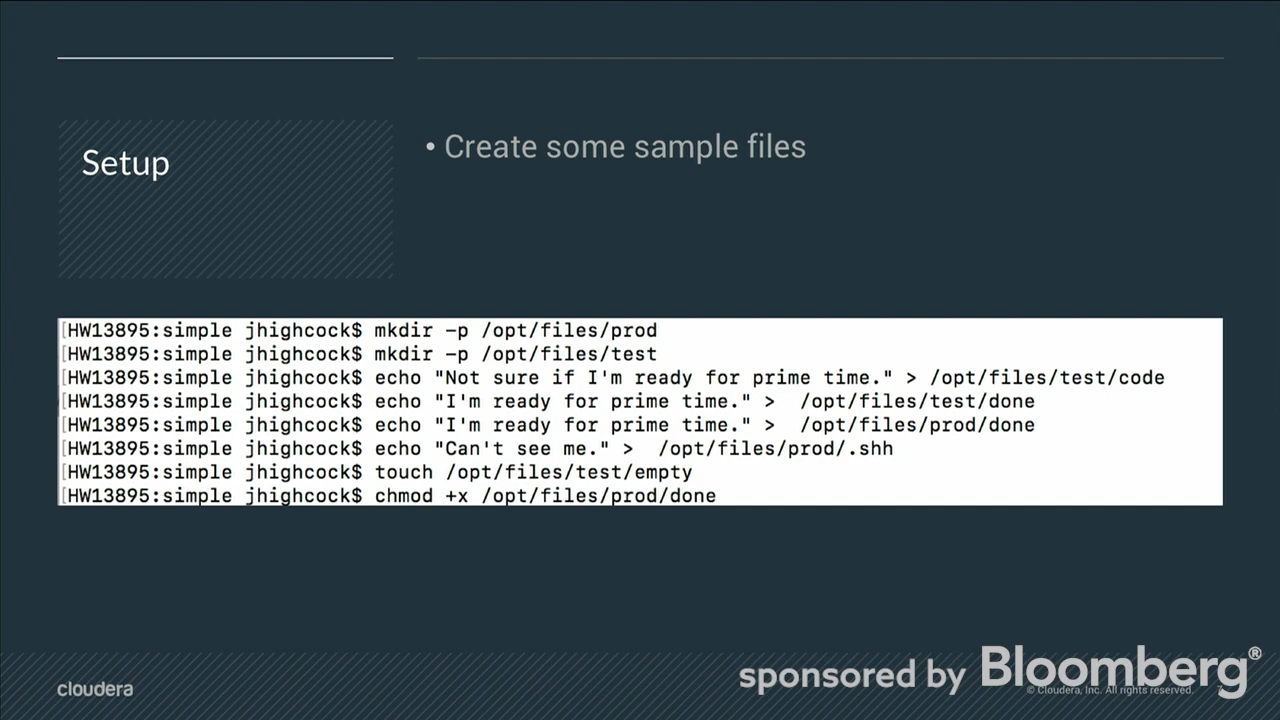 Setup
• Create some sample files
[HW13895:simple jhighcock$ mkdir -p /opt/files/prod
[HW13895:simple jhighcock$ mkdir -p /opt/files/test
[HW13895:simple jhighcock$ echo "Not sure if I'm ready for prime time." > /opt/files/test/code
[HW13895:simple jhighcock$ echo "I'm ready for prime time." >  /opt/files/test/done
[HW13895:simple jhighcock$ echo "I'm ready for prime time." >  /opt/files/prod/done
[HW13895:simple jhighcock$ echo "Can't see me." >  /opt/files/prod/.shh
[HW13895:simple jhighcock$ touch /opt/files/test/empty
[HW13895:simple jhighcock$ chmod +x /opt/files/prod/done
cloudera
sponsored by Bloomberg®
© Cloudera, Inc. All rights reserved.